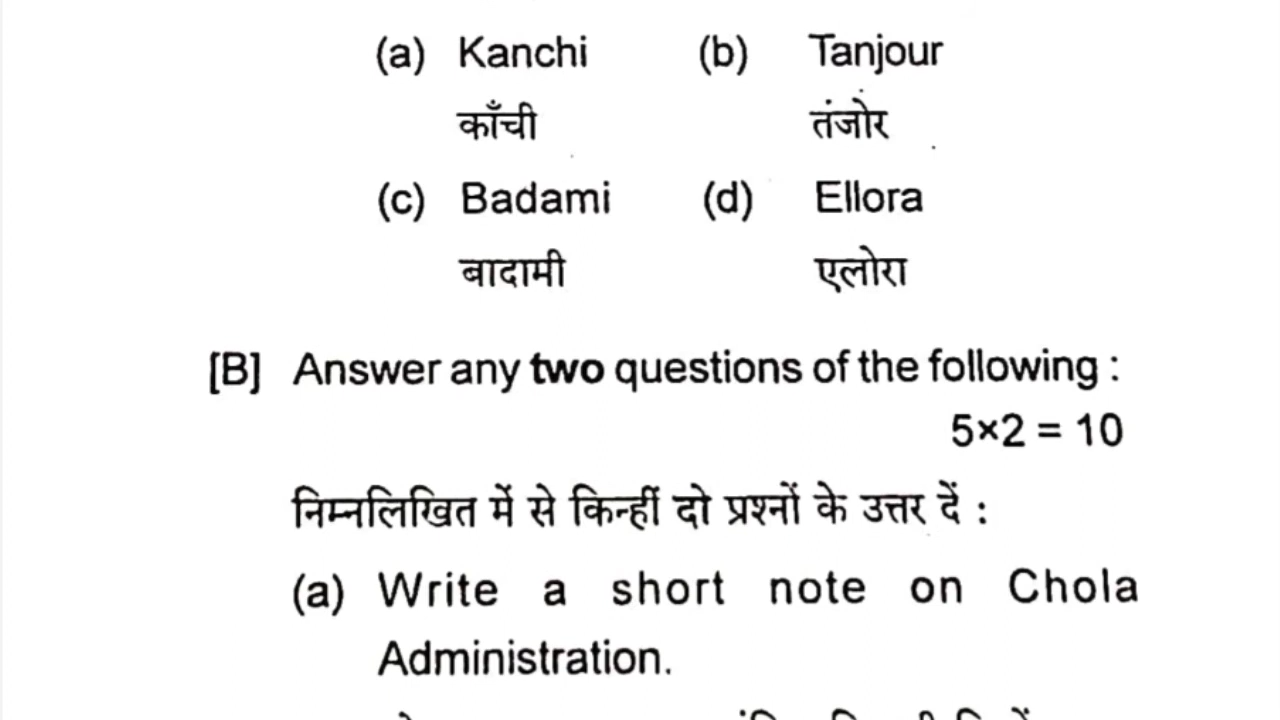 (a) Kanchi (b) Tanjour
काँची तंजोर
(c) Badami (d) Ellora
बादामी एलोरा
[B] Answer any two questions of the following :
5×2 = 10
निम्नलिखित में से किन्हीं दो प्रश्नों के उत्तर दें :
(a) Write a short note on Chola
Administration.